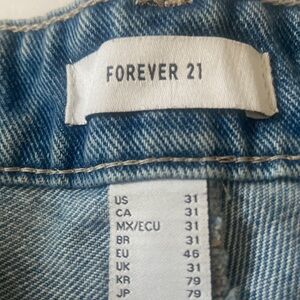 FOREVER 21
US 31
CA 31
MX/ECU 31
BR 31
EU 46
UK 31
KR 79
JP 79